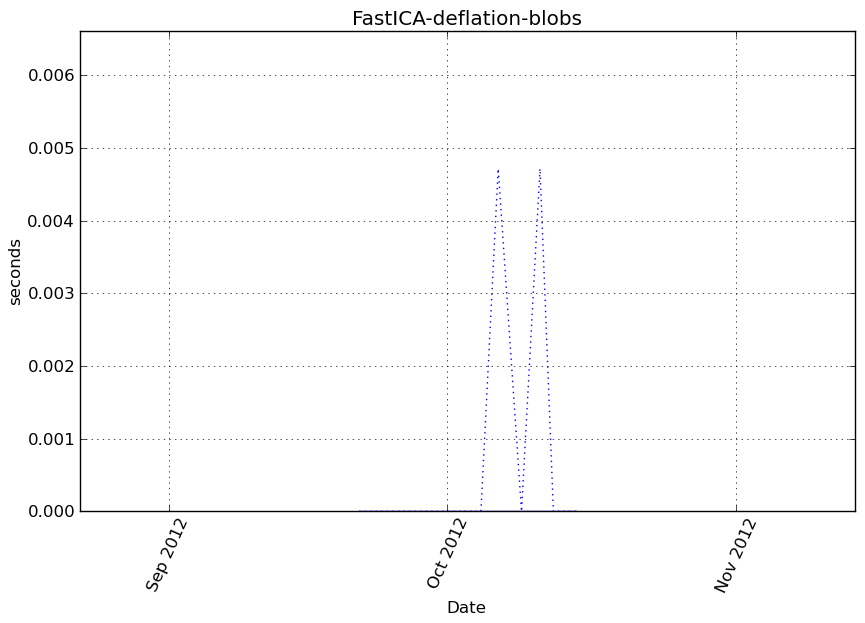 FastICA-deflation-blobs
0.006
0.005
0.004
0.003
0.002
0.001
0.000
seconds
Sep 2012
Oct 2012
Nov 2012
Date